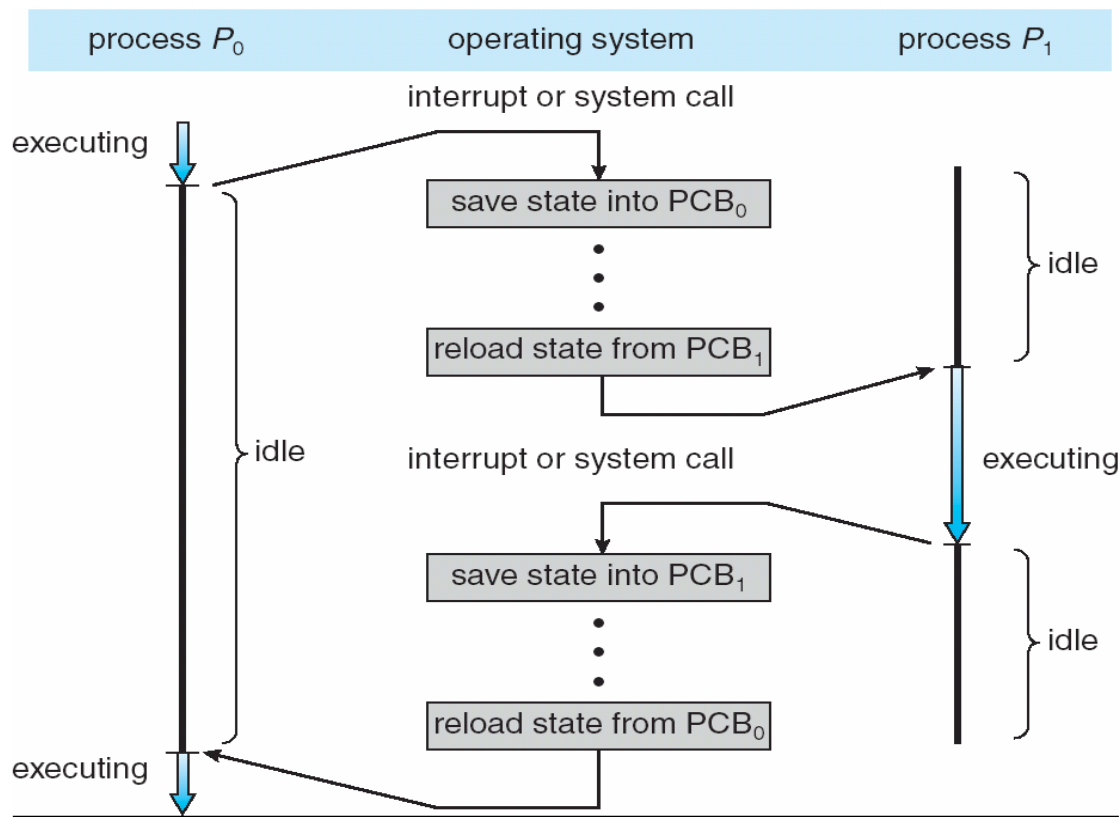 process P₀ operating system process P₁
interrupt or system call
executing
save state into PCB₀
idle
reload state from PCB₁
idle
interrupt or system call executing
save state into PCB₁
idle
reload state from PCB₀
executing